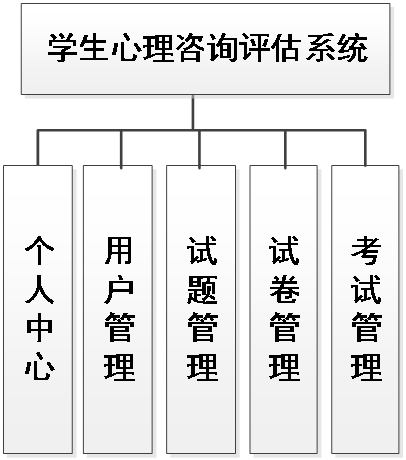 学生心理咨询评估系统
个人中心
用户管理
试题管理
试卷管理
考试管理